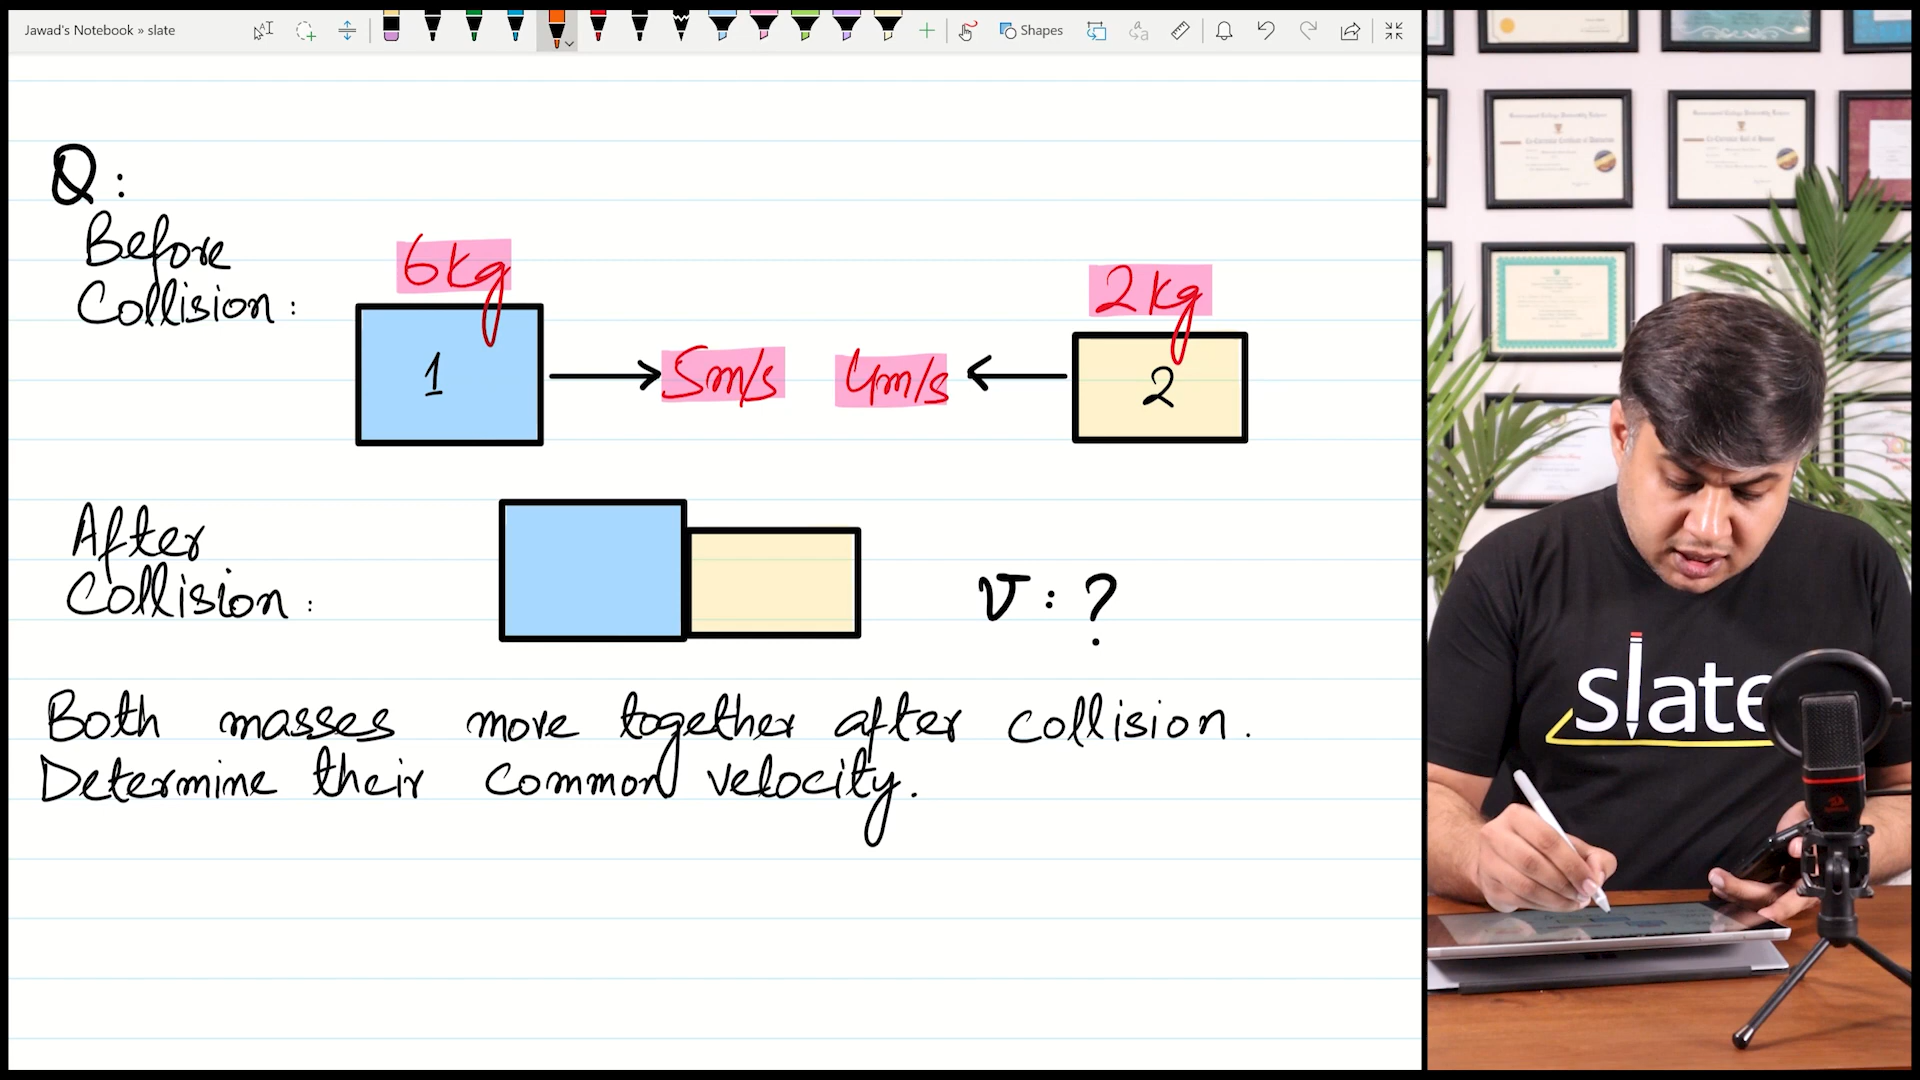 Jawad's Notebook » slate
Shapes
Q:
Before
Collision:
6kg
2kg
1
5m/s
4m/s
2
After
Collision:
v: ?
Both masses move together after collision.
Determine their common velocity.
slate